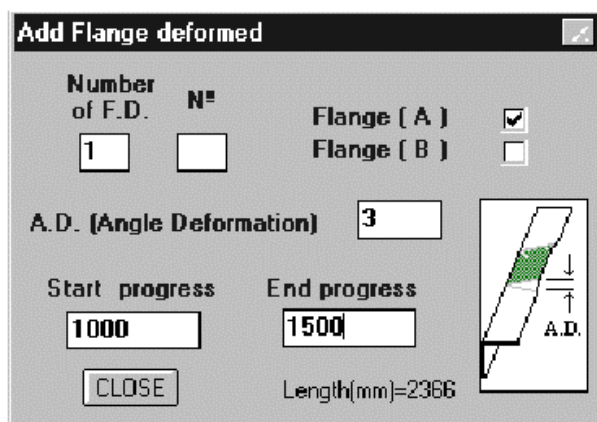 Add Flange deformed
Number
of F.D.
Nº
1
Flange ( A )
Flange ( B )
A.D. (Angle Deformation)
3
Start progress
End progress
1000
1500
A.D.
CLOSE
Length(mm)=2366